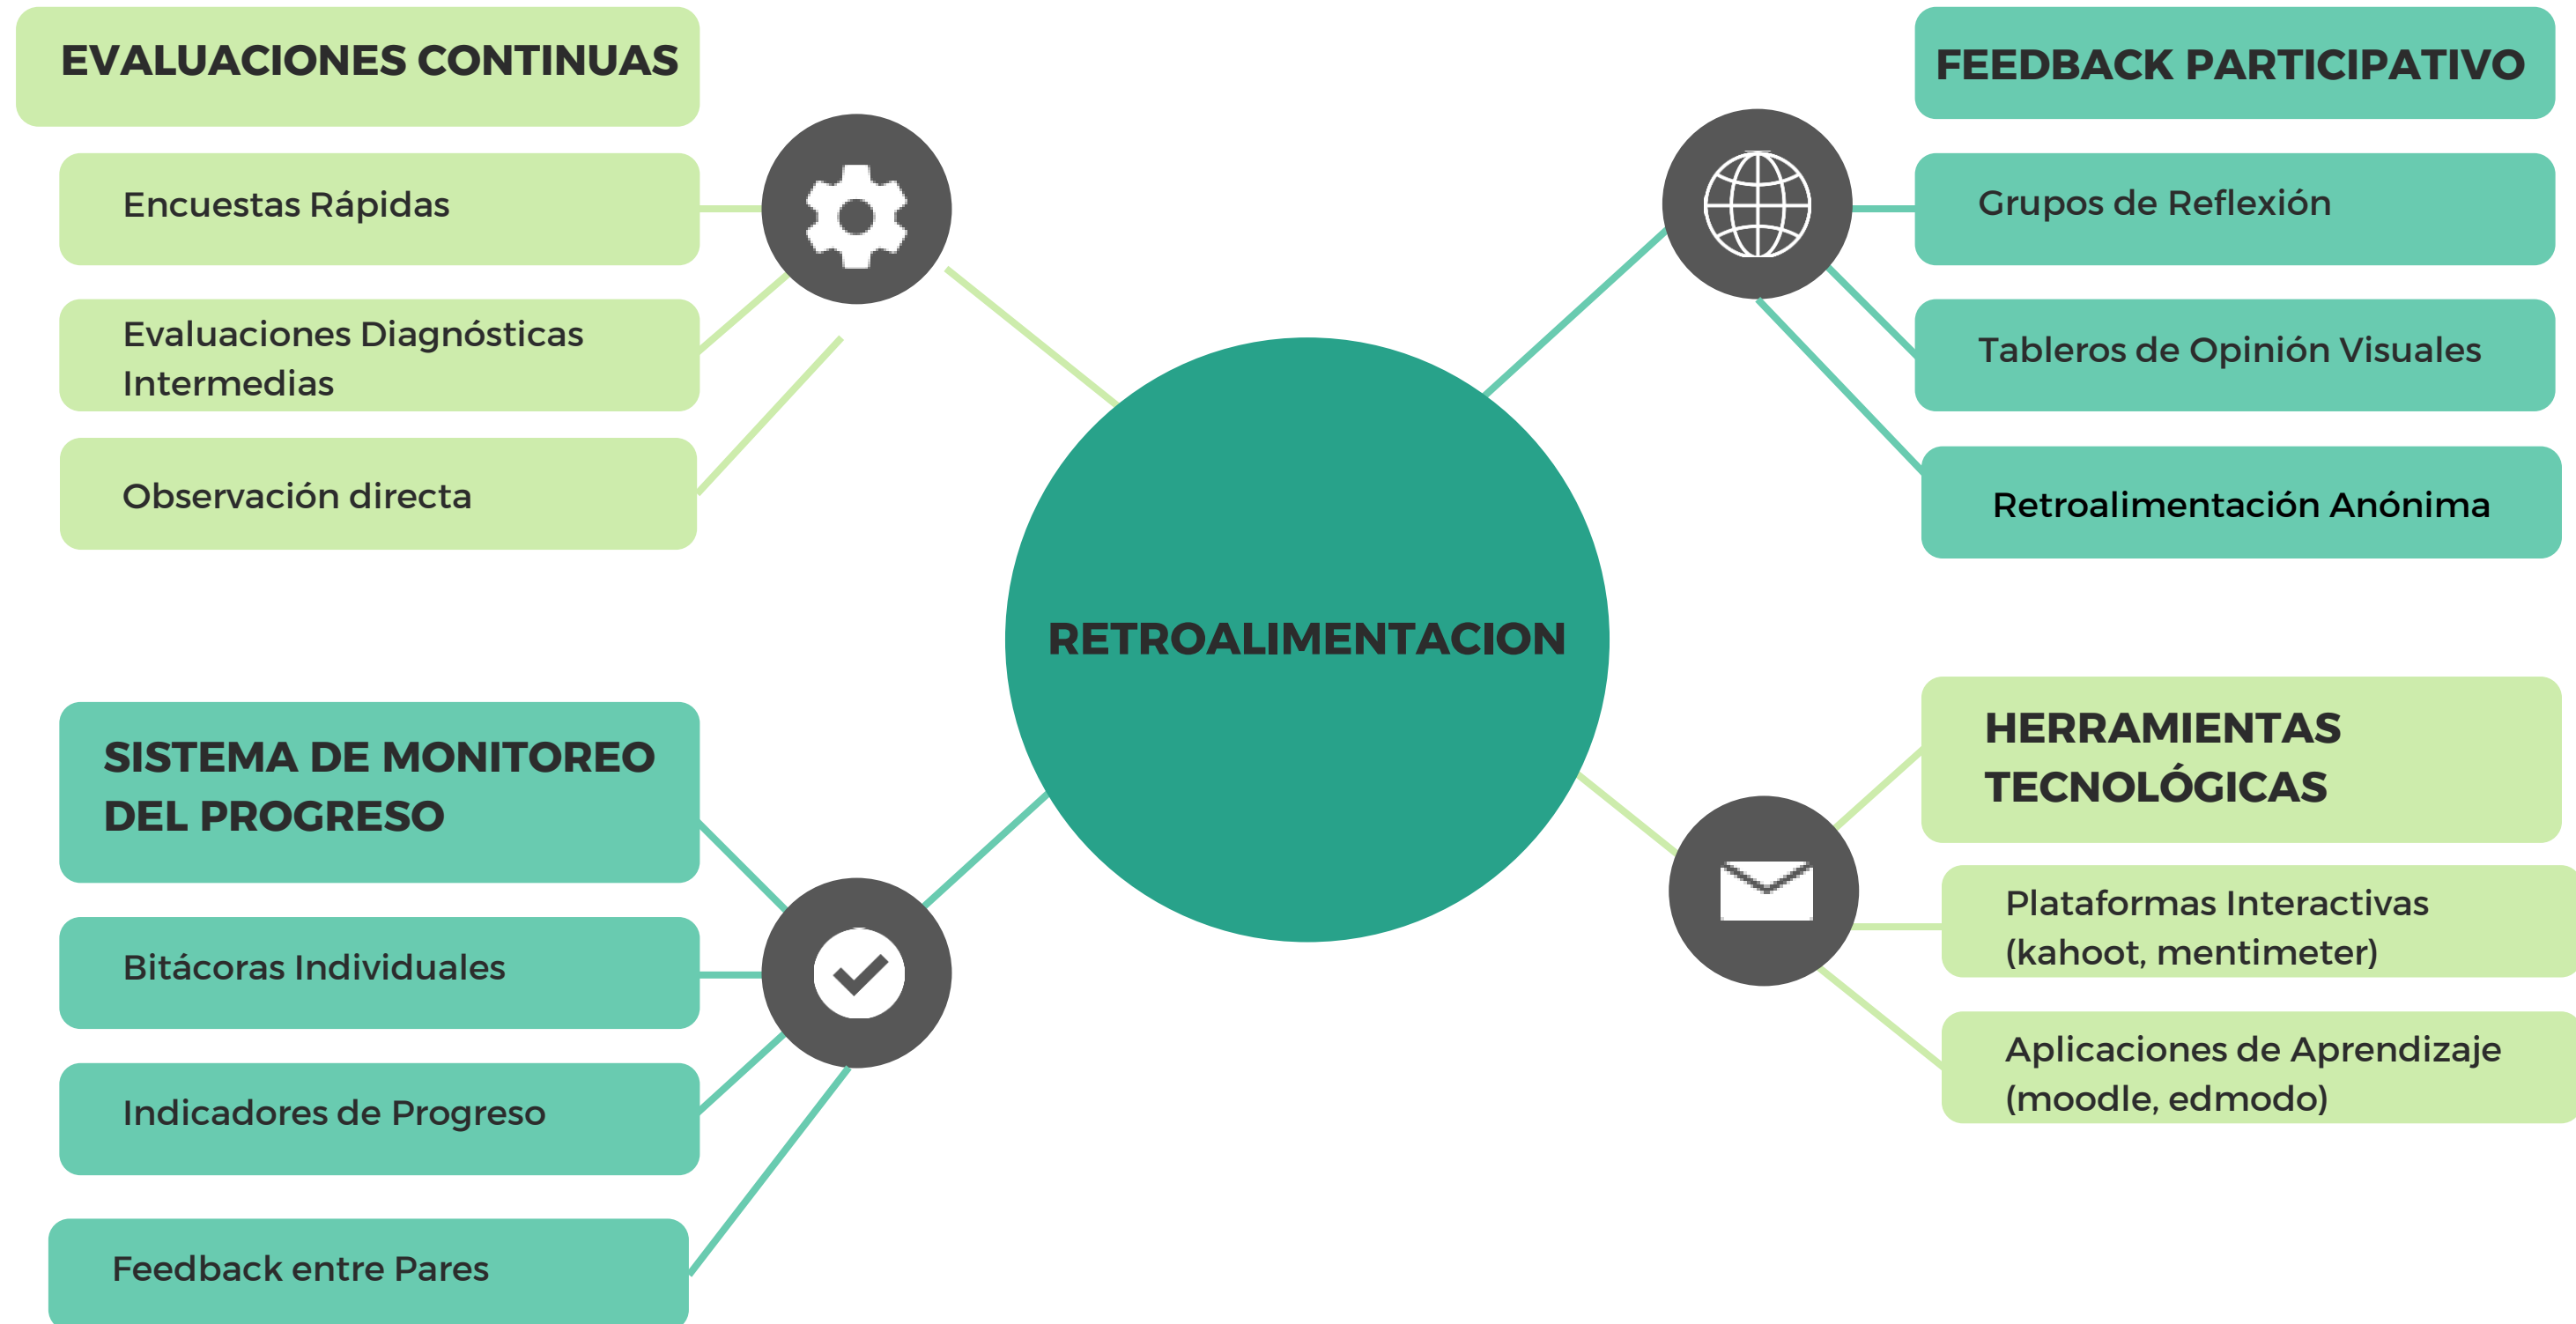 EVALUACIONES CONTINUAS
Encuestas Rápidas
Evaluaciones Diagnósticas
Intermedias
Observación directa
FEEDBACK PARTICIPATIVO
Grupos de Reflexión
Tableros de Opinión Visuales
Retroalimentación Anónima
RETROALIMENTACION
SISTEMA DE MONITOREO
DEL PROGRESO
Bitácoras Individuales
Indicadores de Progreso
Feedback entre Pares
HERRAMIENTAS
TECNOLÓGICAS
Plataformas Interactivas
(kahoot, mentimeter)
Aplicaciones de Aprendizaje
(moodle, edmodo)